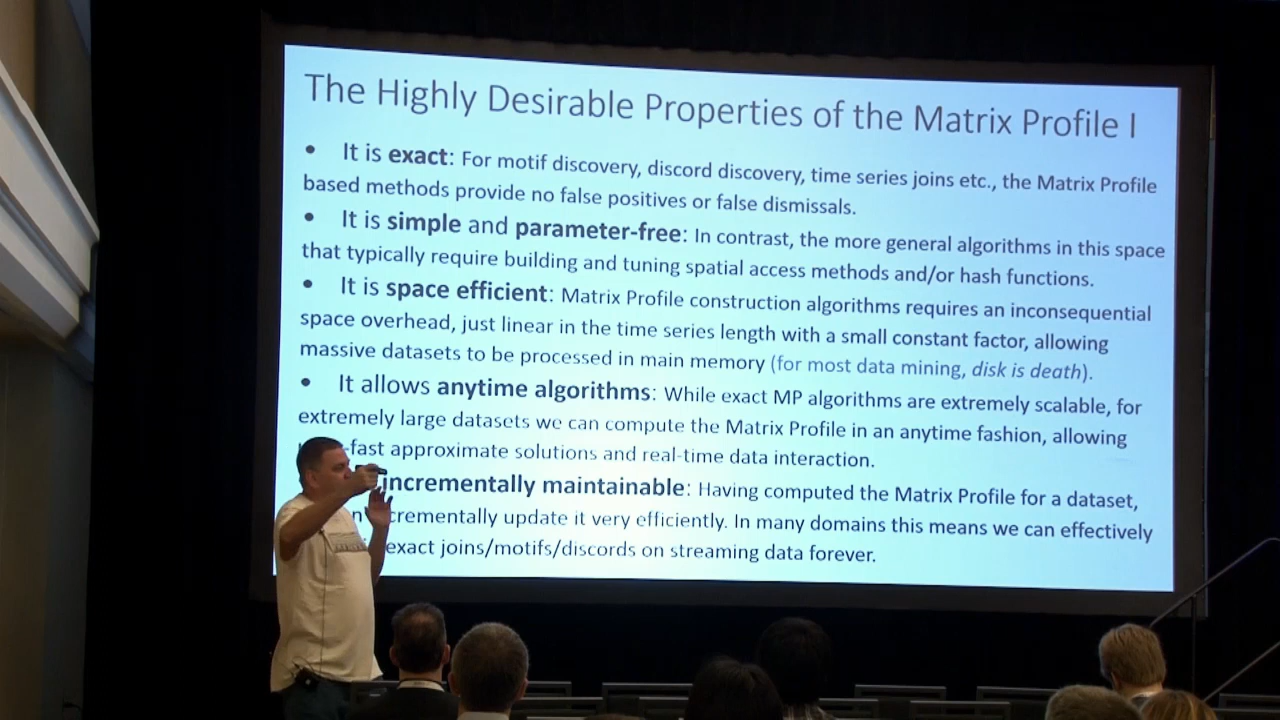 The Highly Desirable Properties of the Matrix Profile I
• It is exact: For motif discovery, discord discovery, time series joins etc., the Matrix Profile
based methods provide no false positives or false dismissals.
• It is simple and parameter-free: In contrast, the more general algorithms in this space
that typically require building and tuning spatial access methods and/or hash functions.
• It is space efficient: Matrix Profile construction algorithms requires an inconsequential
space overhead, just linear in the time series length with a small constant factor, allowing
massive datasets to be processed in main memory (for most data mining, disk is death).
• It allows anytime algorithms: While exact MP algorithms are extremely scalable, for
extremely large datasets we can compute the Matrix Profile in an anytime fashion, allowing
-fast approximate solutions and real-time data interaction.
incrementally maintainable: Having computed the Matrix Profile for a dataset,
update it very efficiently. In many domains this means we can effectively
exact joins/motifs/discords on streaming data forever.